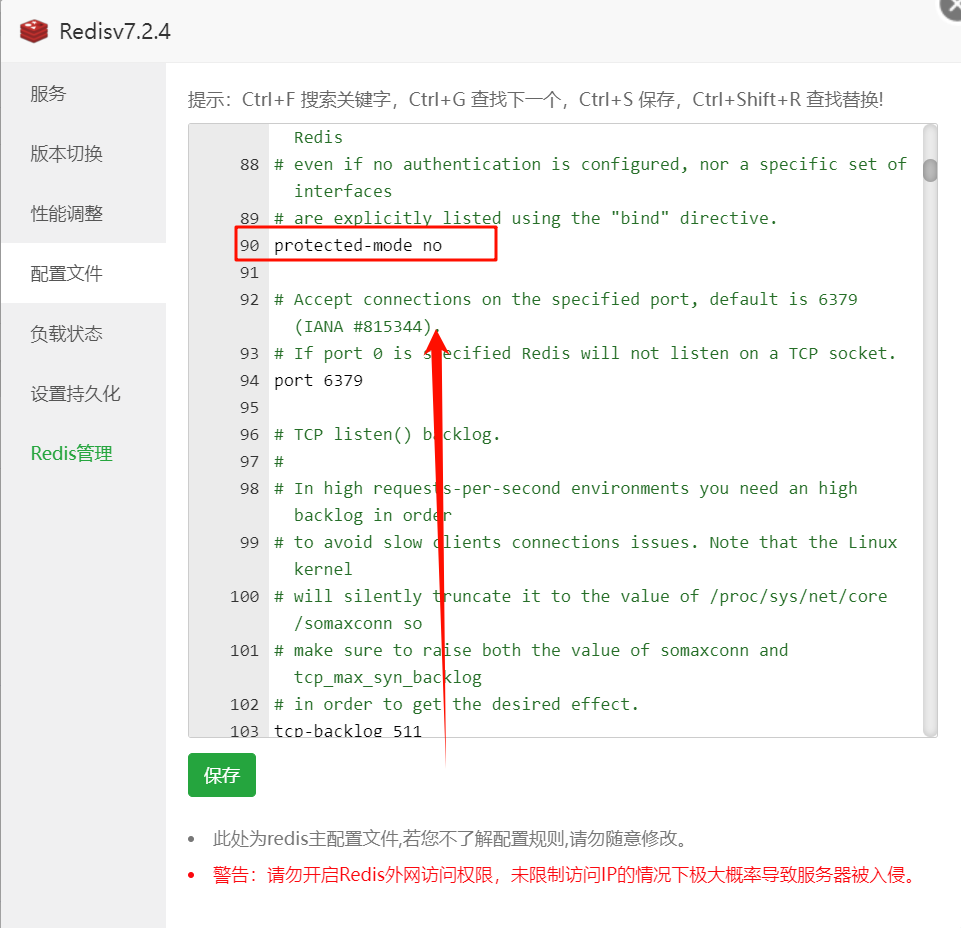 Redisv7.2.4
服务
版本切换
性能调整
配置文件
负载状态
设置持久化
Redis管理
提示：Ctrl+F 搜索关键字，Ctrl+G 查找下一个，Ctrl+S 保存，Ctrl+Shift+R 查找替换!
Redis
88 # even if no authentication is configured, nor a specific set of
interfaces
89 # are explicitly listed using the "bind" directive.
90 protected-mode no
91
92 # Accept connections on the specified port, default is 6379
(IANA #815344).
93 # If port 0 is specified Redis will not listen on a TCP socket.
94 port 6379
95
96 # TCP listen() backlog.
97 #
98 # In high requests-per-second environments you need an high
backlog in order
99 # to avoid slow clients connections issues. Note that the Linux
kernel
100 # will silently truncate it to the value of /proc/sys/net/core
/somaxconn so
101 # make sure to raise both the value of somaxconn and
tcp_max_syn_backlog
102 # in order to get the desired effect.
103 tcp-backlog 511
保存
此处为redis主配置文件,若您不了解配置规则,请勿随意修改。
警告：请勿开启Redis外网访问权限，未限制访问IP的情况下极大概率导致服务器被入侵。